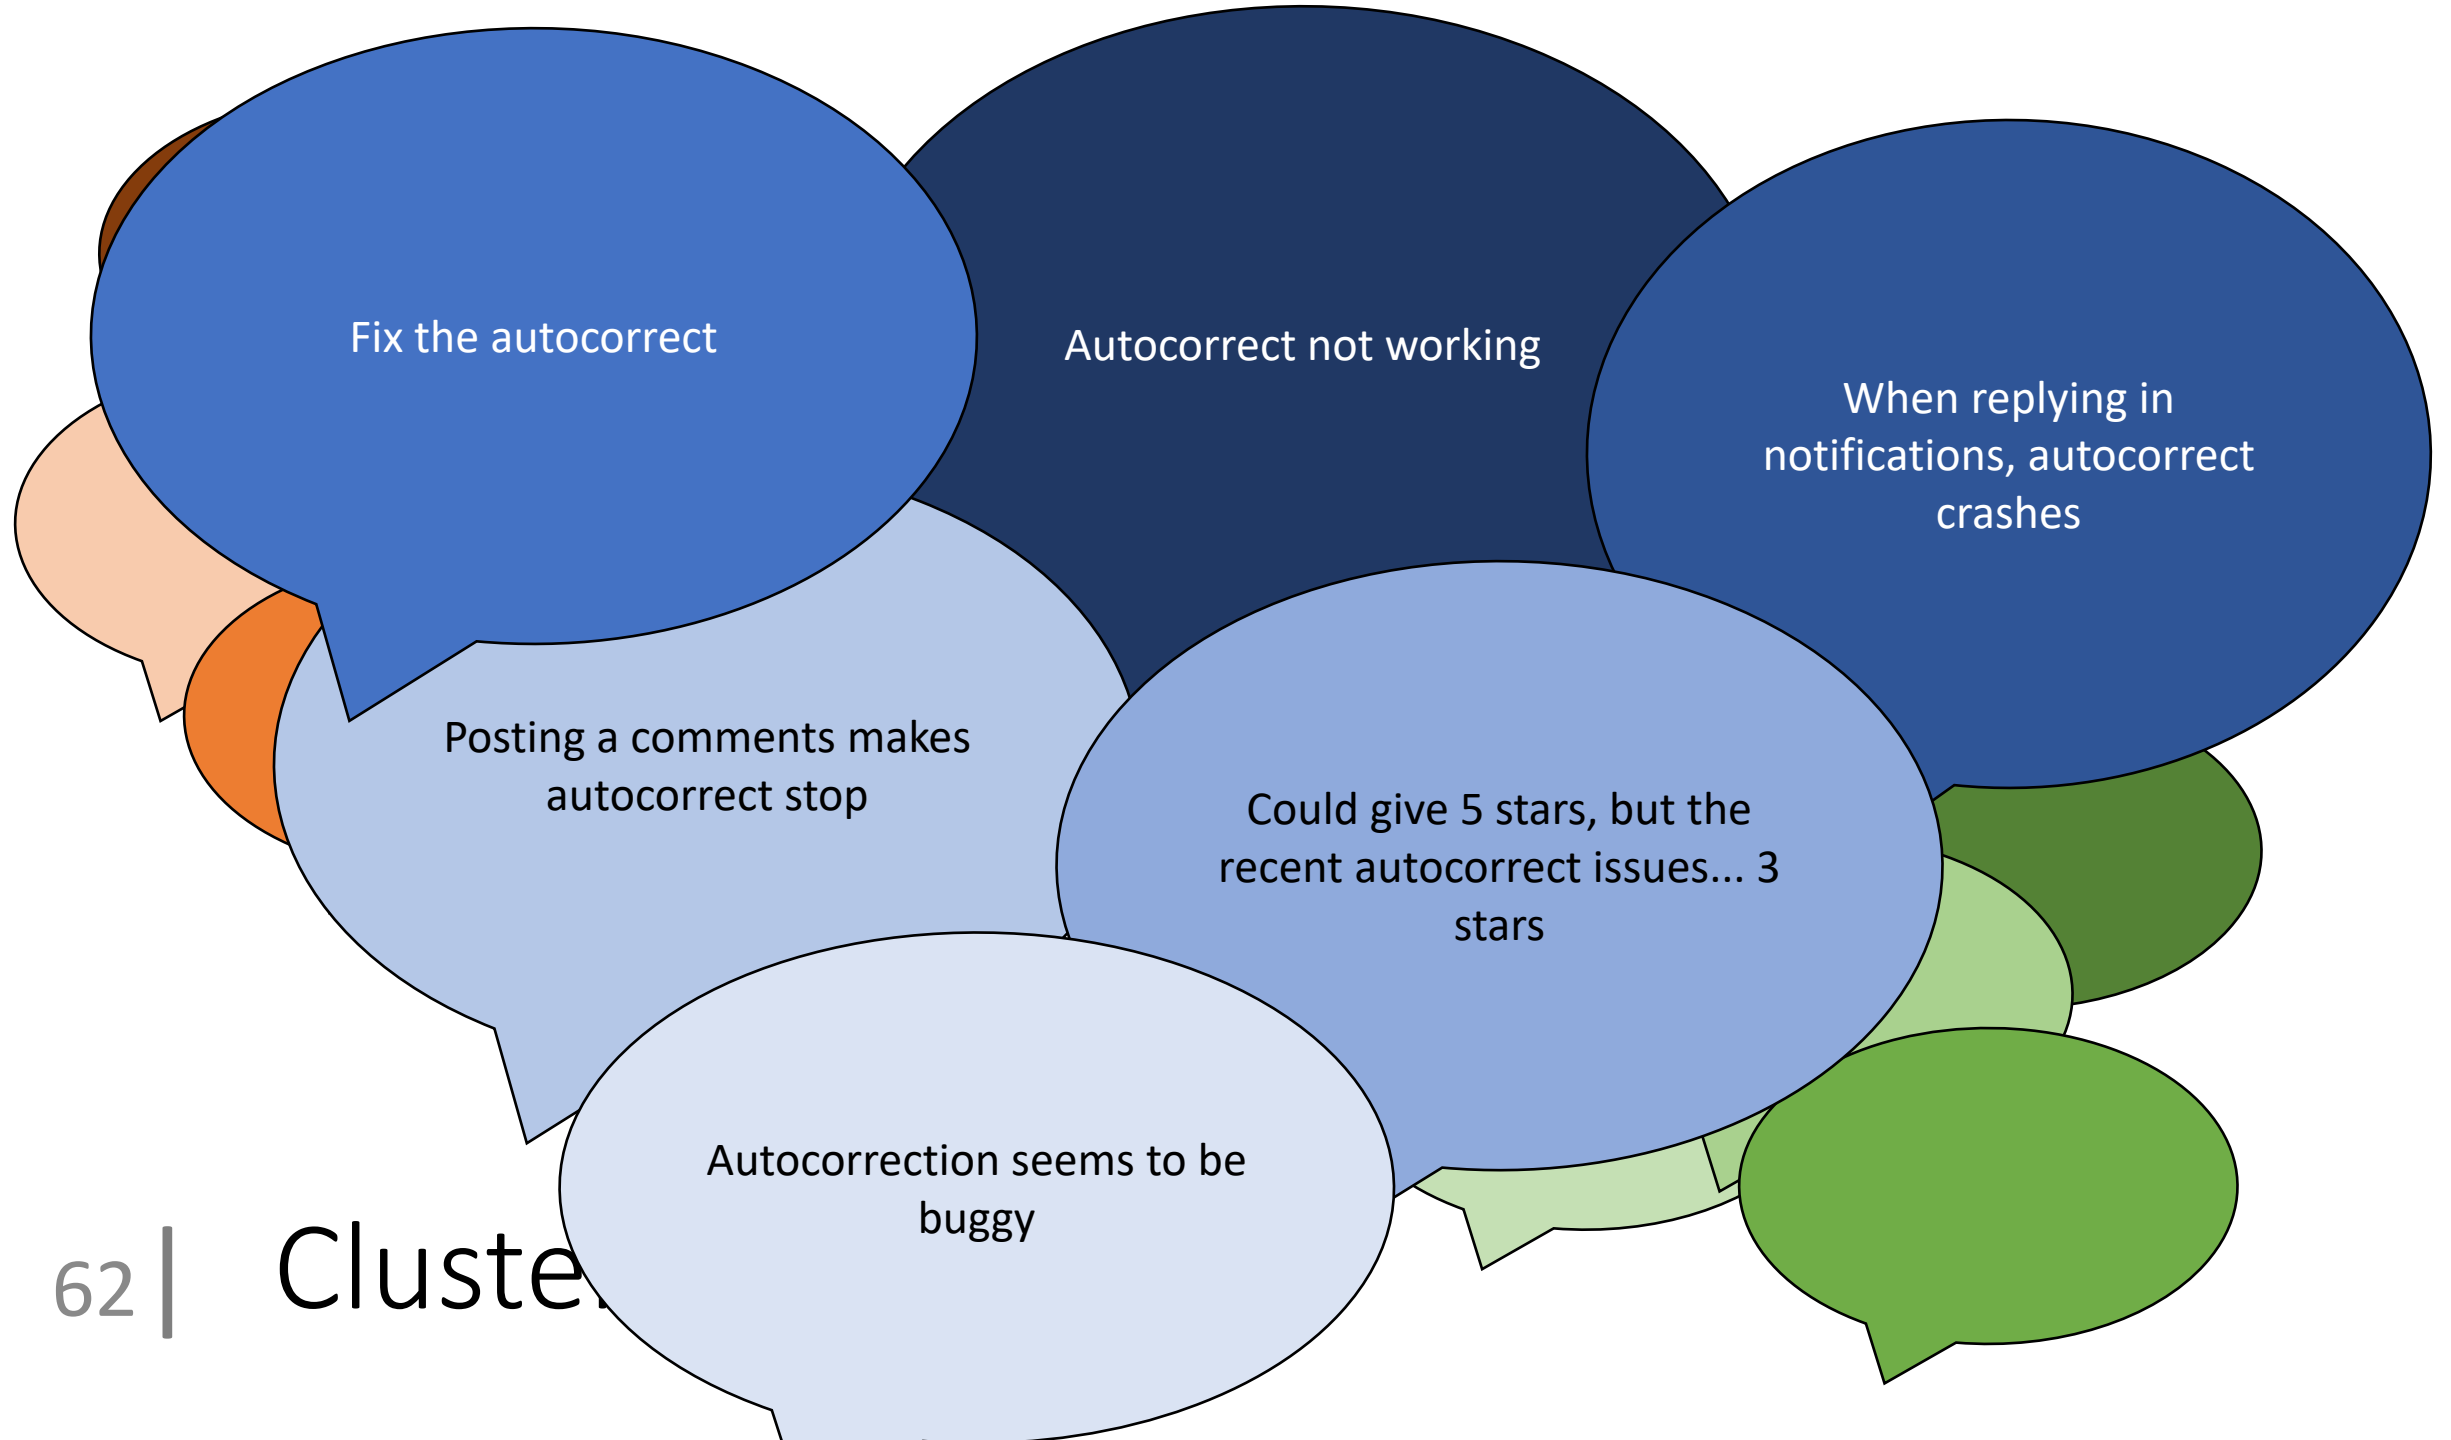 Fix the autocorrect
Autocorrect not working
When replying in
notifications, autocorrect
crashes
Posting a comments makes
autocorrect stop
Could give 5 stars, but the
recent autocorrect issues... 3
stars
Autocorrection seems to be
buggy
62